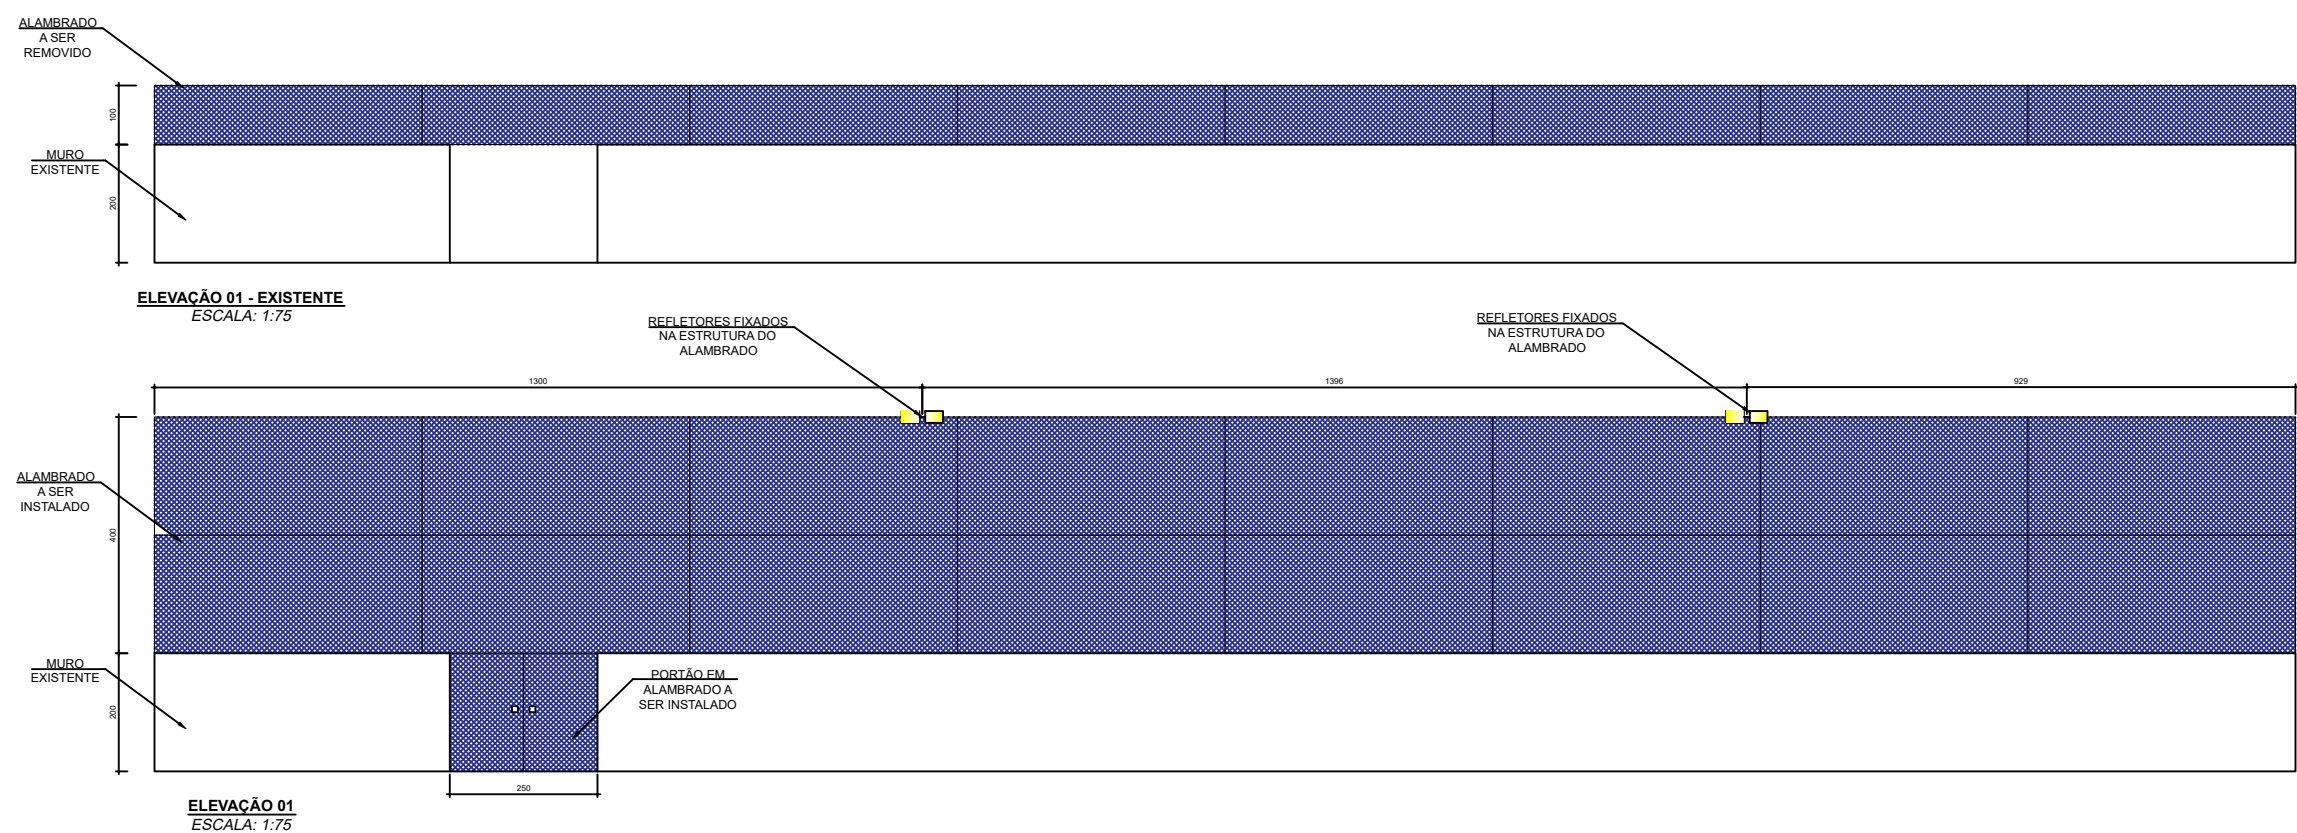 ALAMBRADO
A SER
REMOVIDO
100
MURO
EXISTENTE
200
ELEVAÇÃO 01 - EXISTENTE
ESCALA: 1:75
REFLETORES FIXADOS
NA ESTRUTURA DO
ALAMBRADO
REFLETORES FIXADOS
NA ESTRUTURA DO
ALAMBRADO
1300
1396
929
ALAMBRADO
A SER
INSTALADO
400
MURO
EXISTENTE
200
PORTÃO EM
ALAMBRADO A
SER INSTALADO
250
ELEVAÇÃO 01
ESCALA: 1:75